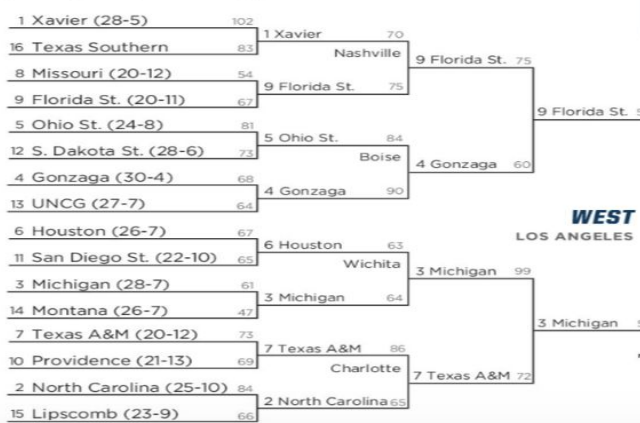 1 Xavier (28-5) 102
16 Texas Southern 83
8 Missouri (20-12) 54
9 Florida St. (20-11) 67
5 Ohio St. (24-8) 81
12 S. Dakota St. (28-6) 73
4 Gonzaga (30-4) 68
13 UNCG (27-7) 64
6 Houston (26-7) 67
11 San Diego St. (22-10) 65
3 Michigan (28-7) 61
14 Montana (26-7) 47
7 Texas A&M (20-12) 73
10 Providence (21-13) 69
2 North Carolina (25-10) 84
15 Lipscomb (23-9) 66
1 Xavier 70
Nashville
9 Florida St. 75
5 Ohio St. 84
Boise
4 Gonzaga 90
6 Houston 63
Wichita
3 Michigan 64
7 Texas A&M 86
Charlotte
2 North Carolina 65
9 Florida St. 75
4 Gonzaga 60
3 Michigan 99
7 Texas A&M 72
9 Florida St.
WEST
LOS ANGELES
3 Michigan